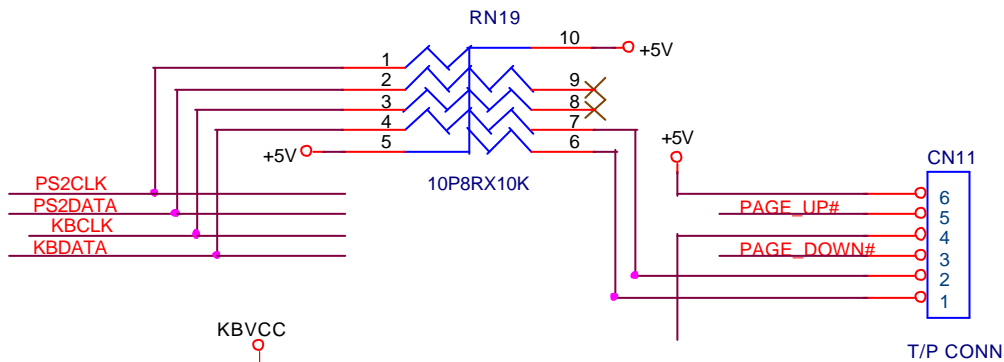 RN19
1
2
3
4
5
10
9
8
7
6
+5V
+5V
10P8RX10K
PS2CLK
PS2DATA
KBCLK
KBDATA
KBVCC
+5V
CN11
PAGE_UP#
PAGE_DOWN#
6
5
4
3
2
1
T/P CONN